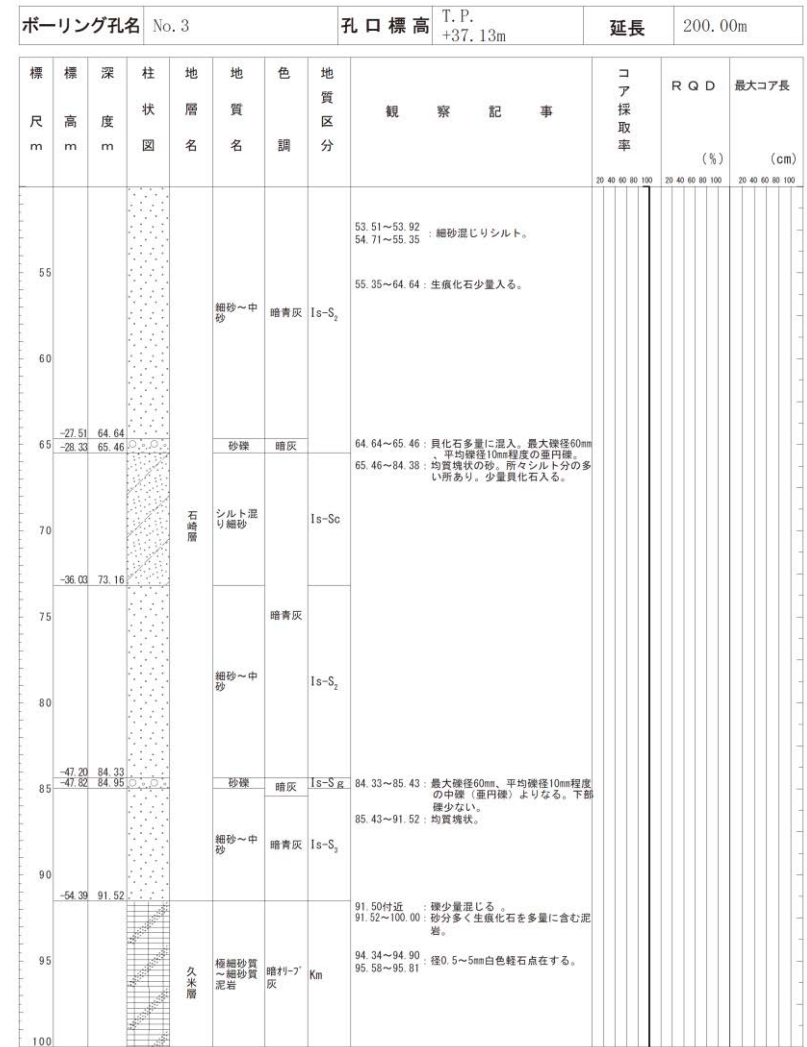 ボーリング孔名 No.3 孔口標高 T.P. +37.13m 延長 200.00m
標尺 m 標高 m 深度 m 柱状図 地層名 地質名 色調 地質区分 観察記事 コア採取率 RQD (%) 最大コア長 (cm)
20 40 60 80 100 20 40 60 80 100 20 40 60 80 100
53.51～53.92
54.71～55.35 : 細砂混じりシルト。
55
55.35～64.64 : 生痕化石少量入る。
細砂～中砂 暗青灰 Is-S₂
60
-27.51 64.64
65 -28.33 65.46 砂礫 暗灰
64.64～65.46 : 貝化石多量に混入。最大礫径60mm
、平均礫径10mm程度の亜円礫。
65.46～84.38 : 均質塊状の砂。所々シルト分の多
い所あり。少量貝化石入る。
石崎層 シルト混り細砂 Is-Sc
70
-36.03 73.16
75 暗青灰
細砂～中砂 Is-S₂
80
-47.20 84.33
85 -47.82 84.95 砂礫 暗灰 Is-Sg
84.33～85.43 : 最大礫径60mm、平均礫径10mm程度
の中礫（亜円礫）よりなる。下部
礫少ない。
85.43～91.52 : 均質塊状。
細砂～中砂 暗青灰 Is-S₃
90
-54.39 91.52
91.50付近 : 礫少量混じる 。
91.52～100.00 : 砂分多く生痕化石を多量に含む泥
岩。
94.34～94.90
95.58～95.81 : 径0.5～5mm白色軽石点在する。
95
久米層 極細砂質～細砂質泥岩 暗ｵﾘｰﾌﾞ灰 Km
100